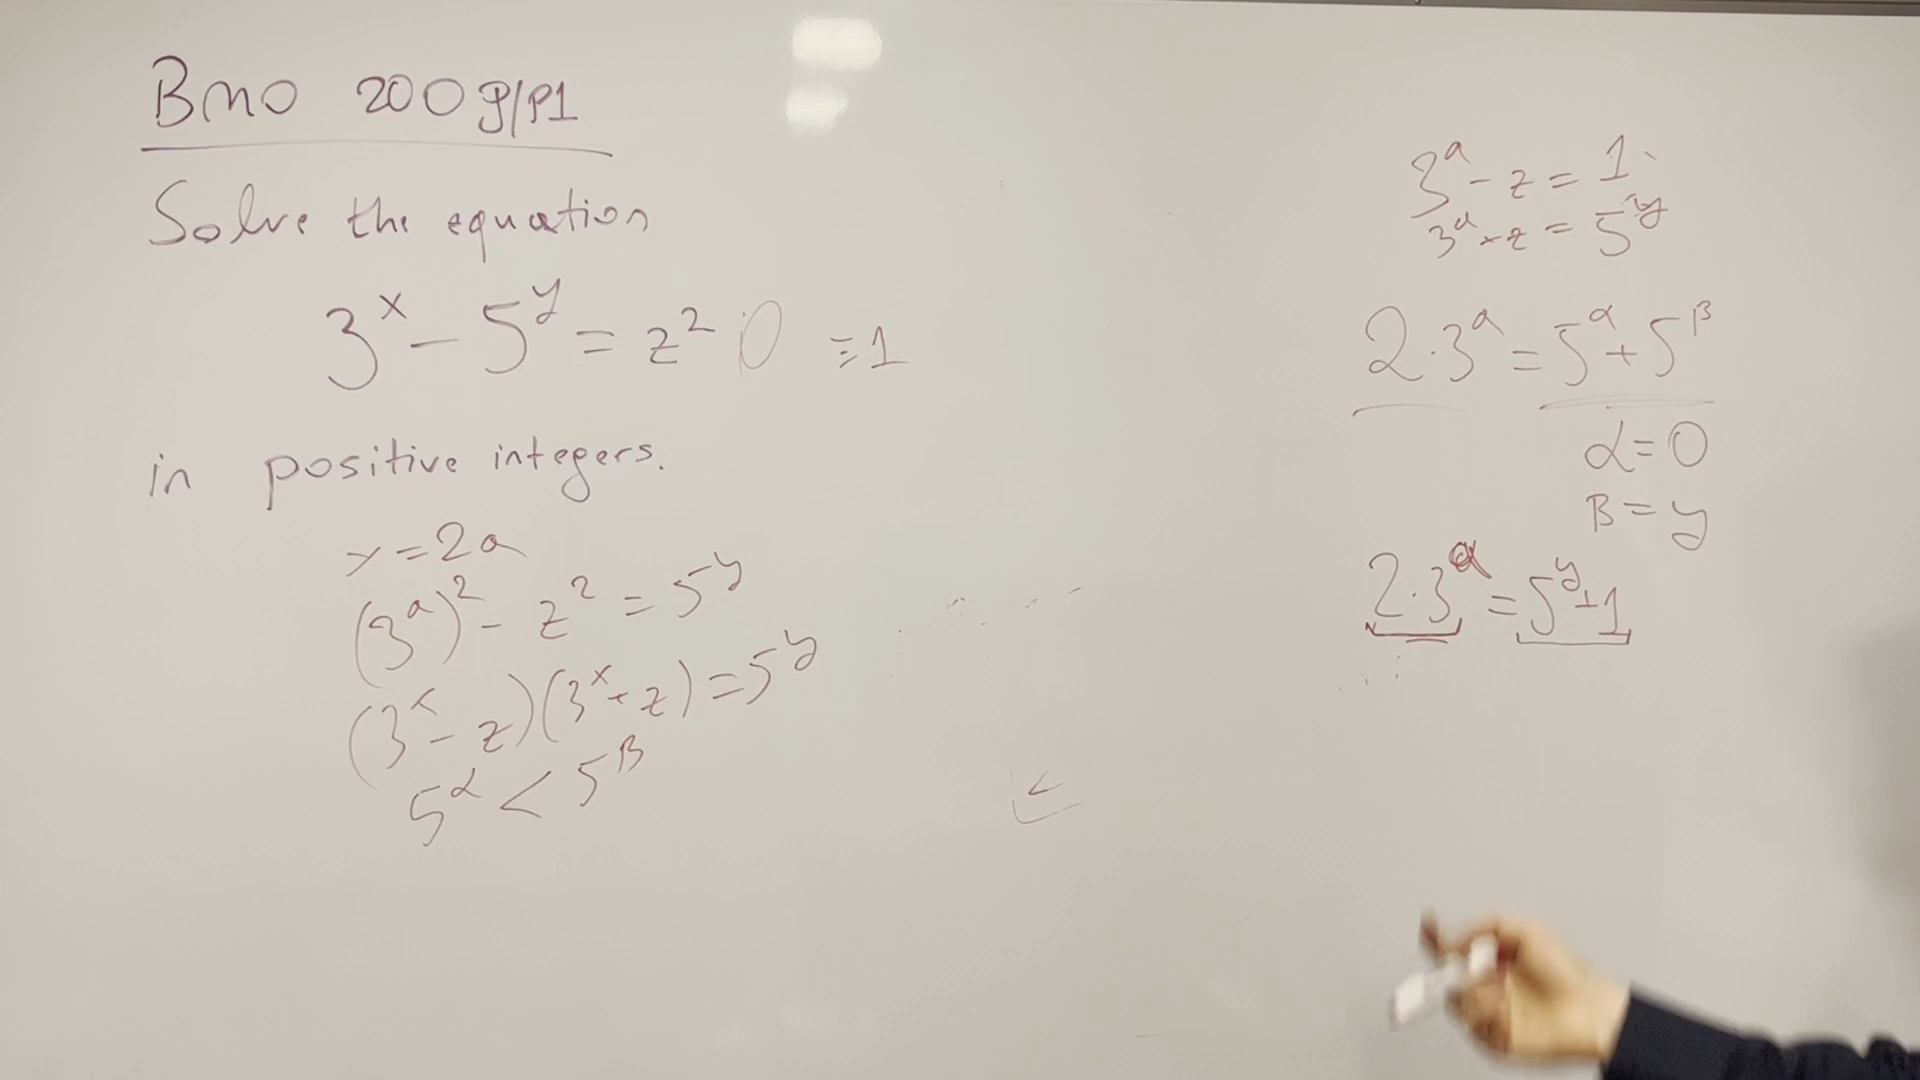 BMO 2009/P1
Solve the equation
3^x - 5^y = z^2 0 ≡ 1
in positive integers.
x = 2a
(3^a)^2 - z^2 = 5^y
(3^x - z)(3^x + z) = 5^y
5^α < 5^β
3^a - z = 1
3^a + z = 5^y
2·3^a = 5^α + 5^β
α = 0
β = y
2·3^a = 5^y + 1